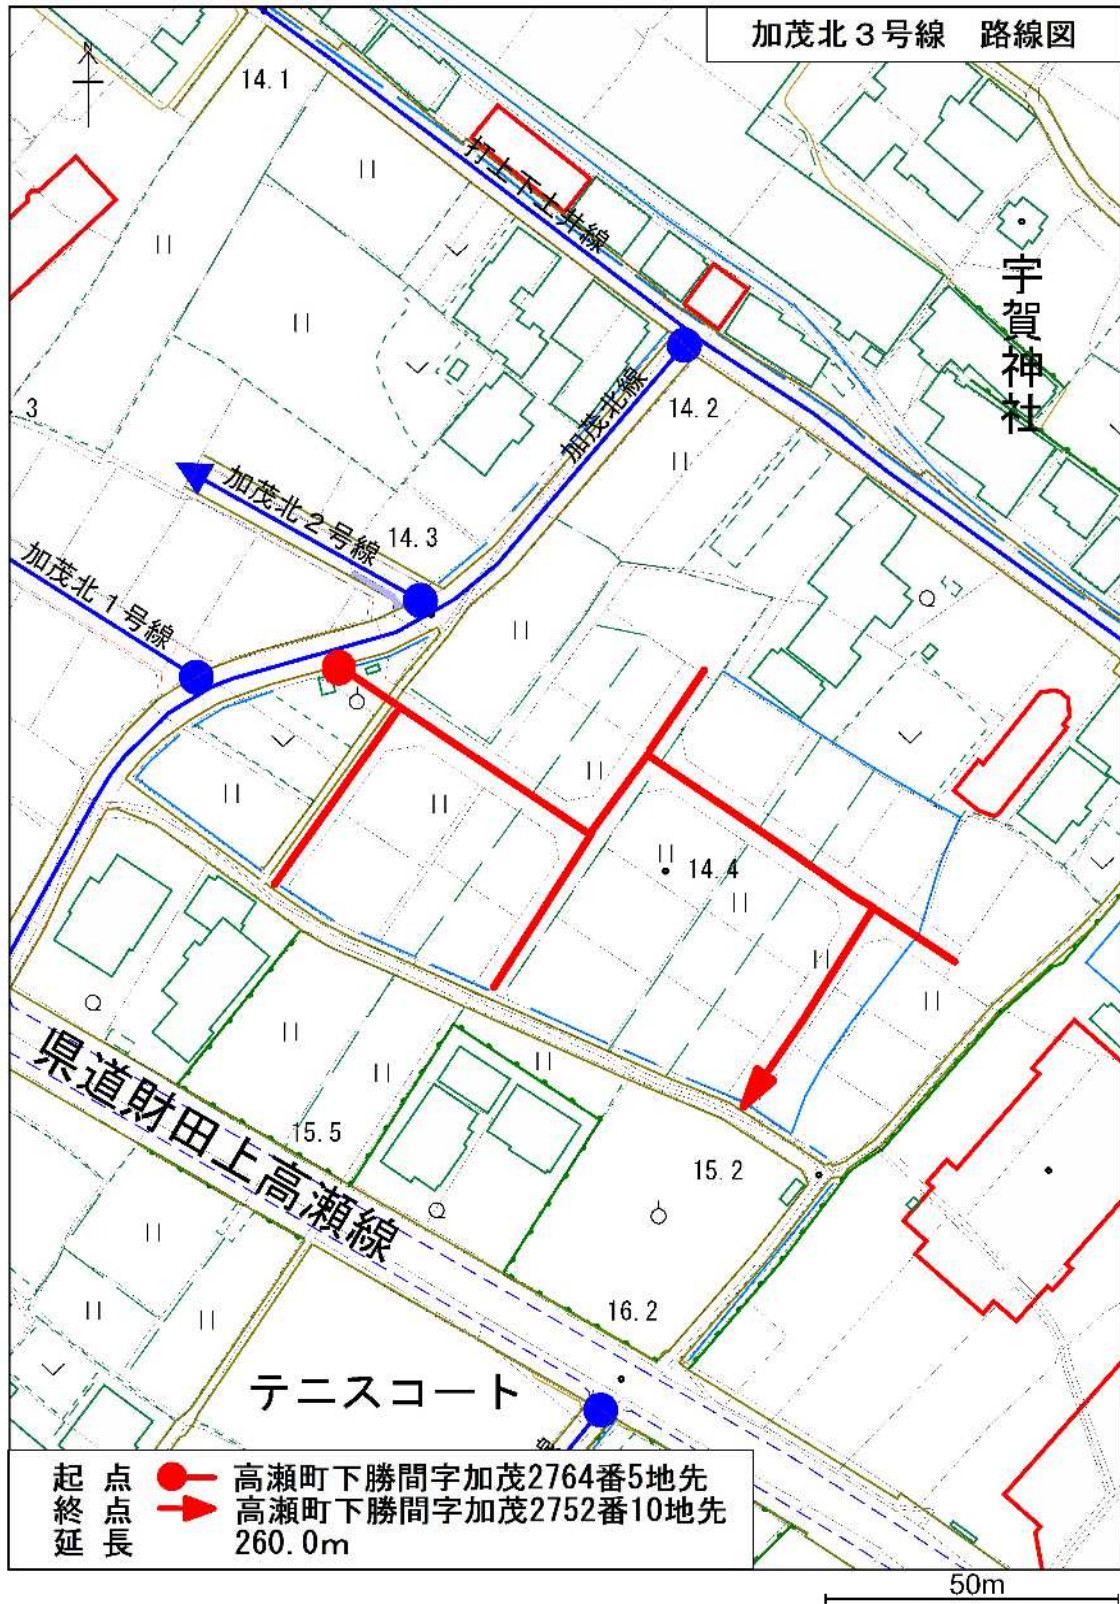 加茂北３号線　路線図
N
14.1
打上下土井線
宇賀神社
加茂北線
14.2
3
加茂北２号線
14.3
加茂北１号線
14.4
県道財田上高瀬線
15.5
15.2
16.2
テニスコート
起点 高瀬町下勝間字加茂2764番5地先
終点 高瀬町下勝間字加茂2752番10地先
延長 260.0m
50m